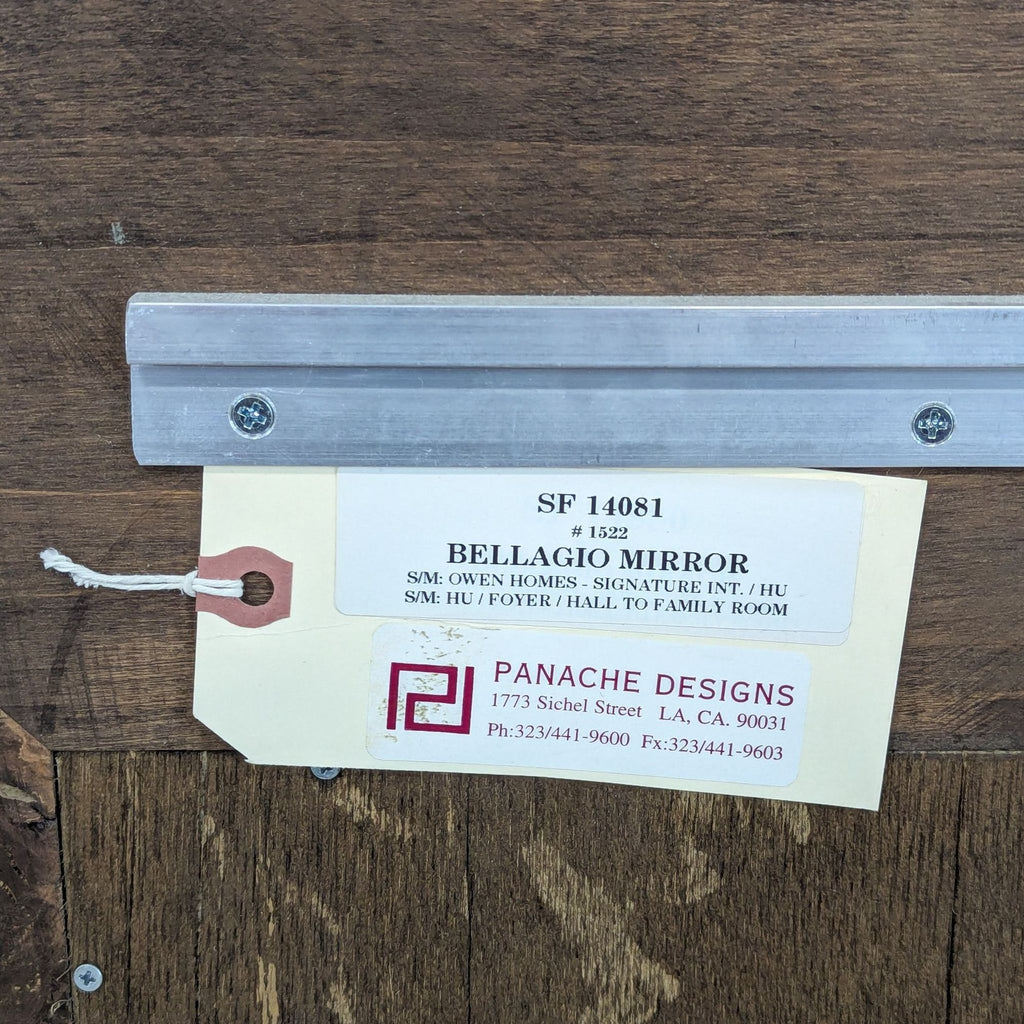 SF 14081
# 1522
BELLAGIO MIRROR
S/M: OWEN HOMES - SIGNATURE INT. / HU
S/M: HU / FOYER / HALL TO FAMILY ROOM
PANACHE DESIGNS
1773 Sichel Street LA, CA. 90031
Ph:323/441-9600 Fx:323/441-9603